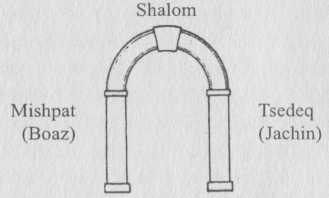 Shalom
Mishpat
(Boaz)
Tsedeq
(Jachin)